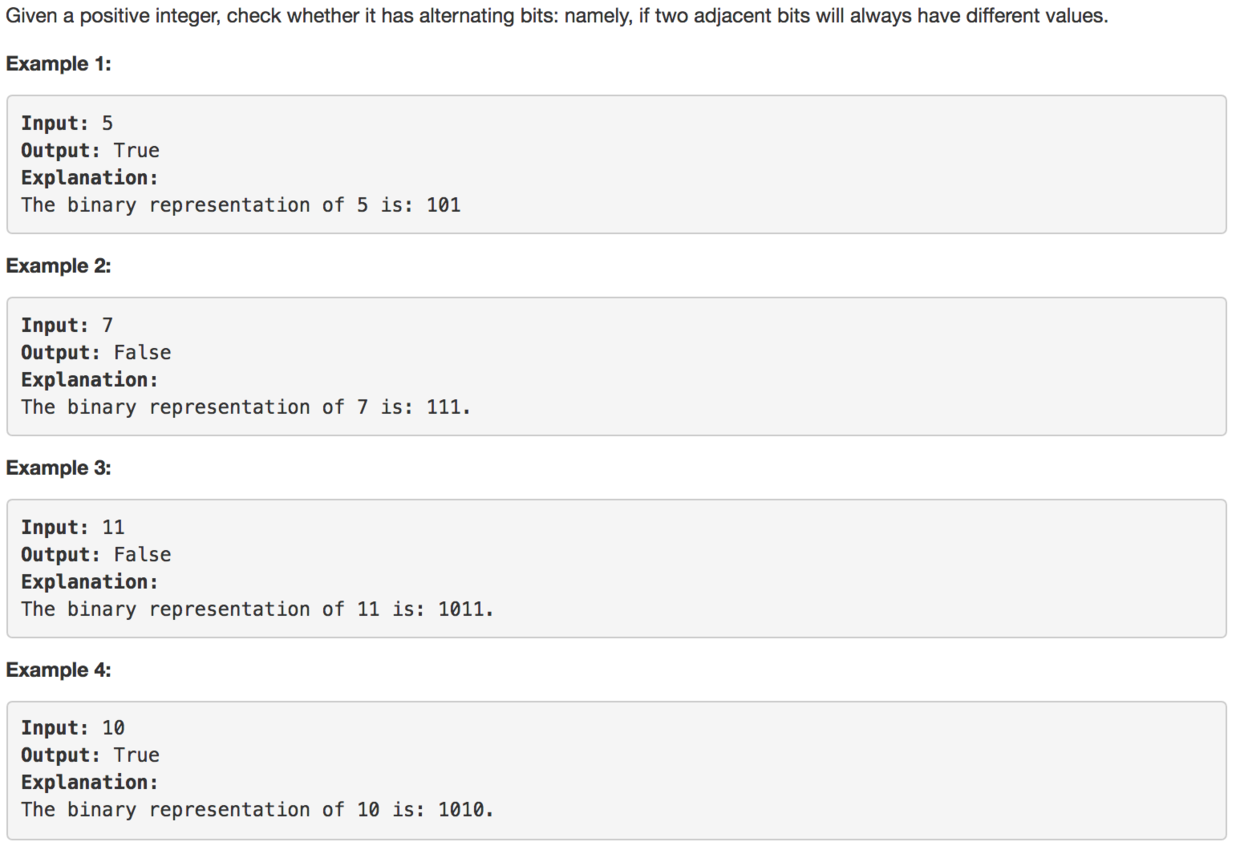 Given a positive integer, check whether it has alternating bits: namely, if two adjacent bits will always have different values.
Example 1:
Input: 5
Output: True
Explanation:
The binary representation of 5 is: 101
Example 2:
Input: 7
Output: False
Explanation:
The binary representation of 7 is: 111.
Example 3:
Input: 11
Output: False
Explanation:
The binary representation of 11 is: 1011.
Example 4:
Input: 10
Output: True
Explanation:
The binary representation of 10 is: 1010.